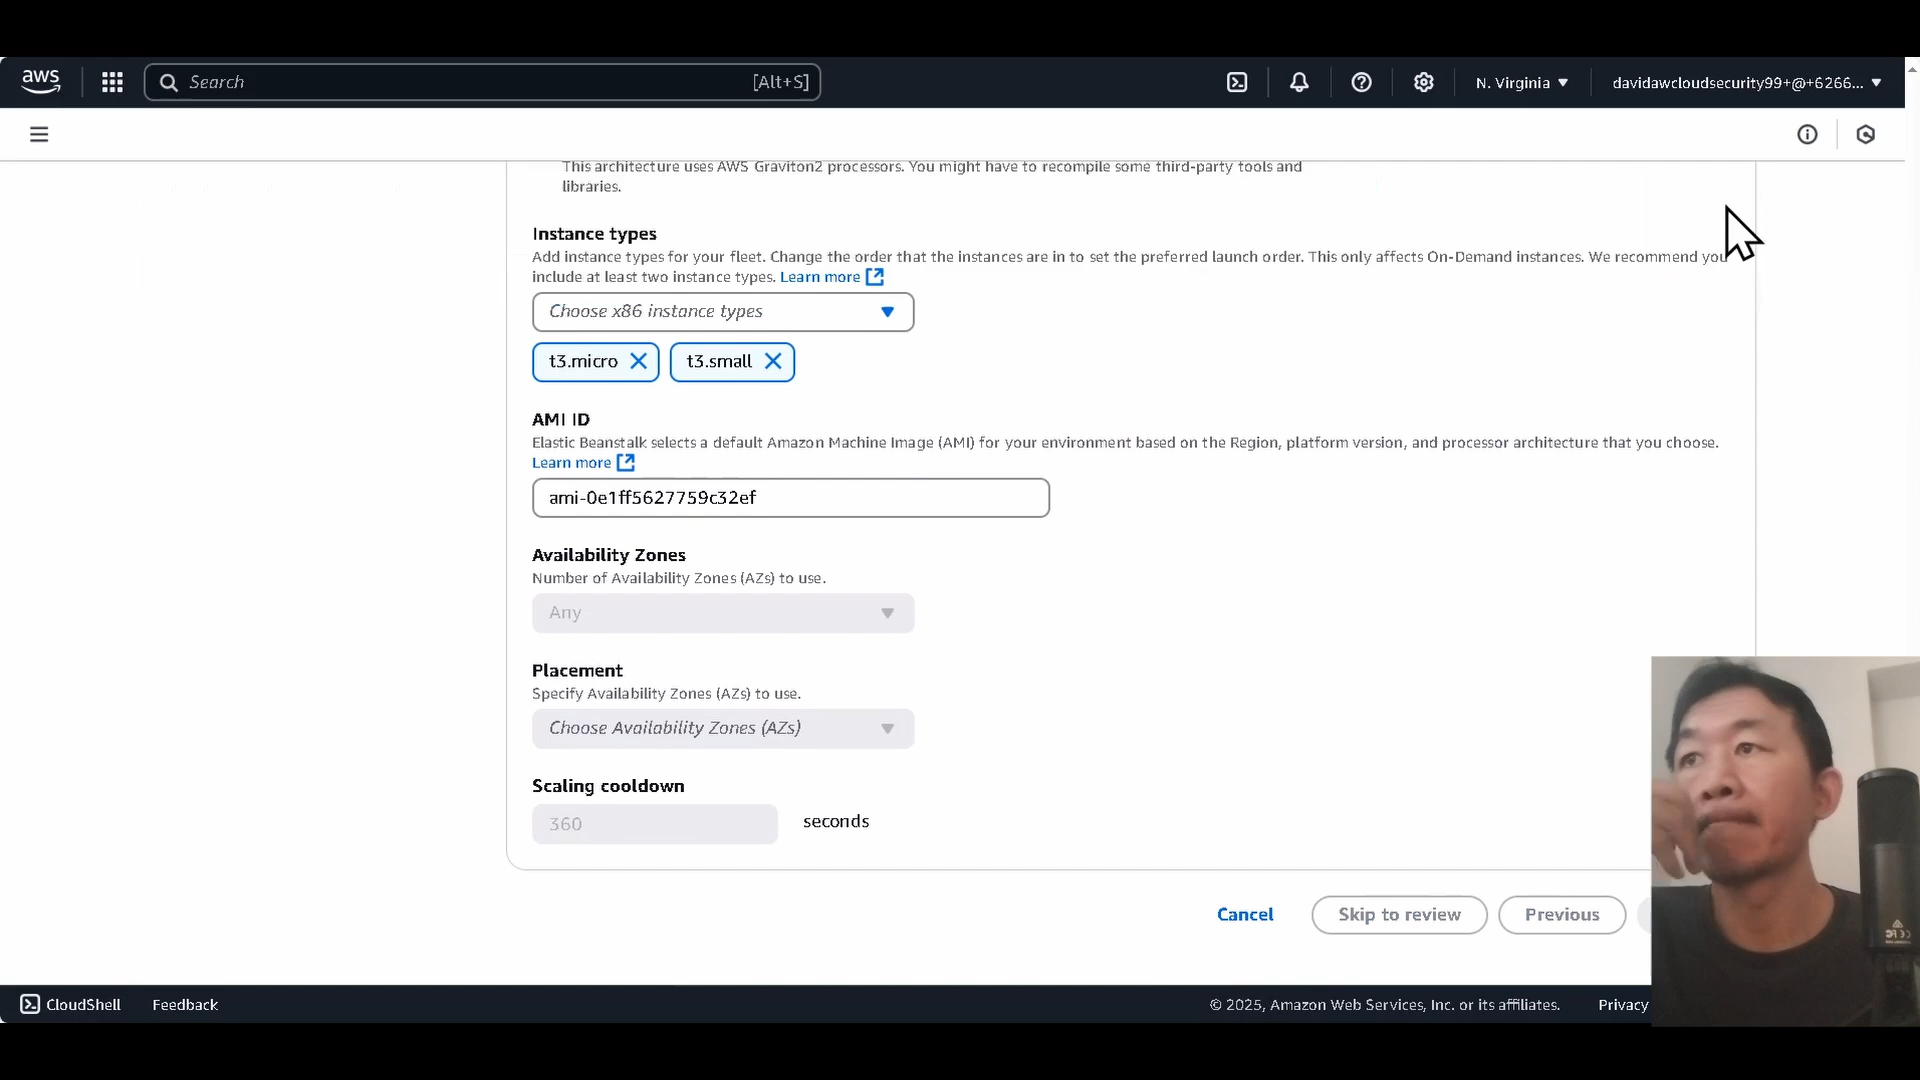 aws
Search [Alt+S]
N. Virginia
davidawcloudsecurity99+@+6266...
This architecture uses AWS Graviton2 processors. You might have to recompile some third-party tools and
libraries.
Instance types
Add instance types for your fleet. Change the order that the instances are in to set the preferred launch order. This only affects On-Demand instances. We recommend you
include at least two instance types. Learn more
Choose x86 instance types
t3.micro t3.small
AMI ID
Elastic Beanstalk selects a default Amazon Machine Image (AMI) for your environment based on the Region, platform version, and processor architecture that you choose.
Learn more
ami-0e1ff5627759c32ef
Availability Zones
Number of Availability Zones (AZs) to use.
Any
Placement
Specify Availability Zones (AZs) to use.
Choose Availability Zones (AZs)
Scaling cooldown
360 seconds
Cancel Skip to review Previous
CloudShell Feedback © 2025, Amazon Web Services, Inc. or its affiliates. Privacy